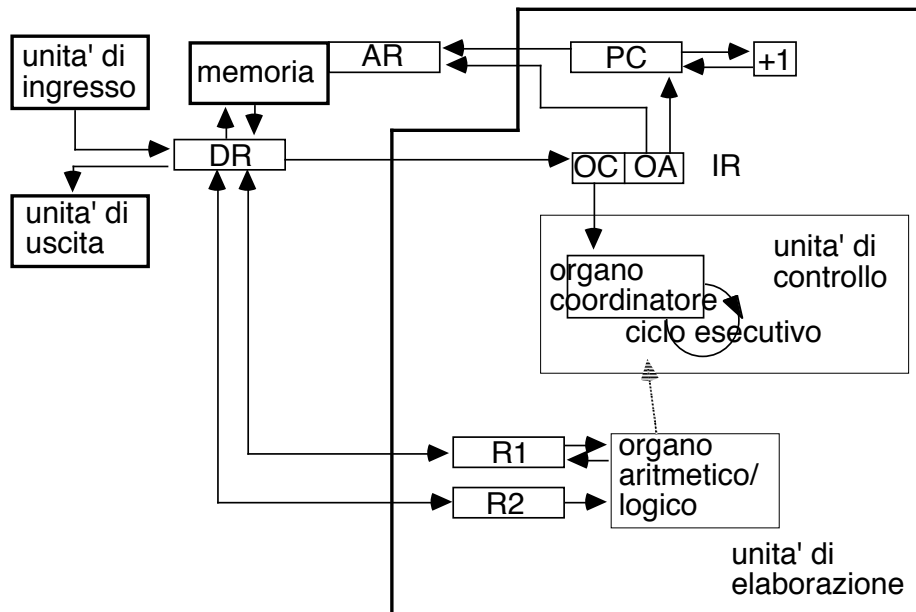 unita' di
ingresso
memoria
AR
PC
+1
DR
OC
OA
IR
unita' di
uscita
organo
coordinatore
ciclo esecutivo
unita' di
controllo
R1
R2
organo
aritmetico/
logico
unita' di
elaborazione